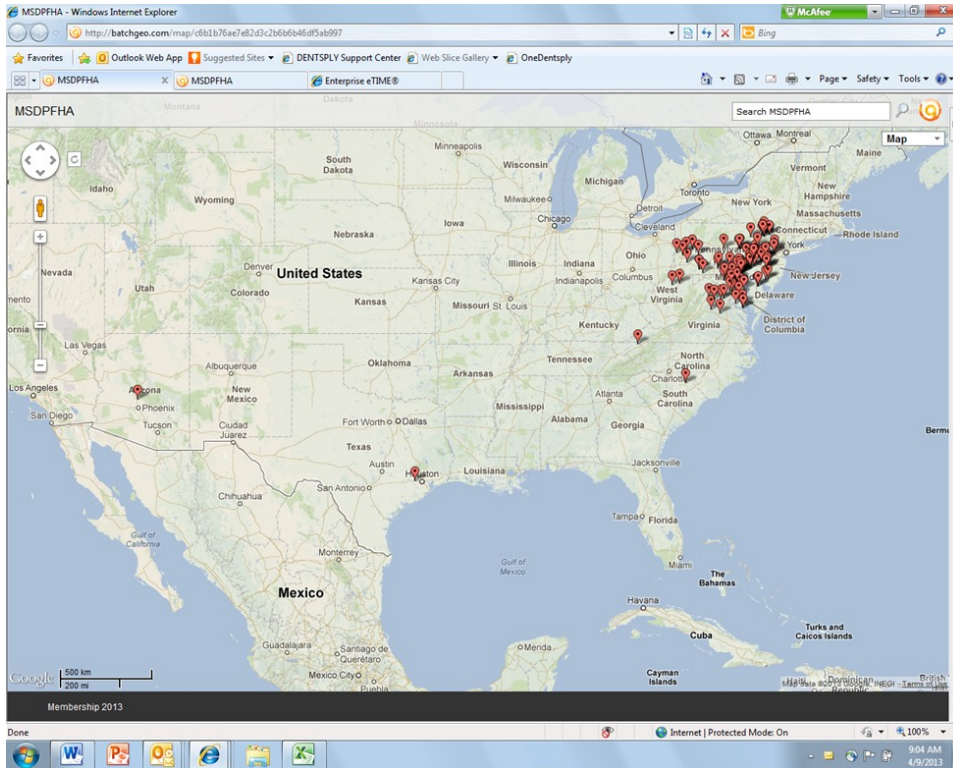 MSDPFHA - Windows Internet Explorer
McAfee
http://batchgeo.com/map/c6b1b76ae7e82d3c2b6b6b46df5ab997
Bing
Favorites Outlook Web App Suggested Sites DENTSPLY Support Center Web Slice Gallery OneDentsply
MSDPFHA X MSDPFHA Enterprise eTIME®
Page Safety Tools
MSDPFHA
Search MSDPFHA
Map
Montana
Dakota
Minnesota
Ottawa Montreal
Maine
Minneapolis
South
Dakota
Wisconsin
Vermont
Michigan
Toronto
New
Hampshire
Idaho
Wyoming
Milwaukee
Detroit
New York
Massachusetts
Chicago
Cleveland
Connecticut
Rhode Island
Iowa
Nebraska
York
Illinois
Indiana
Ohio
Indianapolis
Columbus
New Jersey
Nevada
Utah
Denver
United States
Kansas City
Colorado
Kansas
Missouri
St. Louis
West
Virginia
Delaware
Kentucky
Virginia
District of
Columbia
Las Vegas
Albuquerque
Oklahoma
Tennessee
North
Carolina
Arkansas
Los Angeles
New
Mexico
Phoenix
Atlanta
South
Carolina
San Diego
Tucson
Ciudad
Juarez
Fort Worth Dallas
Mississippi
Alabama
Georgia
Texas
Austin
Louisiana
Jacksonville
San Antonio
Chihuahua
Tampa Florida
Gulf of
California
Monterrey
Gulf of
Mexico
Miami
The
Bahamas
Mexico
Havana
Cuba
Turks and
Caicos Islands
Guadalajara
Santiago de
Querétaro
Merida
Mexico City
Puebla
Cayman
Islands
Google
500 km
200 mi
Membership 2013
Done
Internet | Protected Mode: On
100%
9:04 AM
4/9/2013